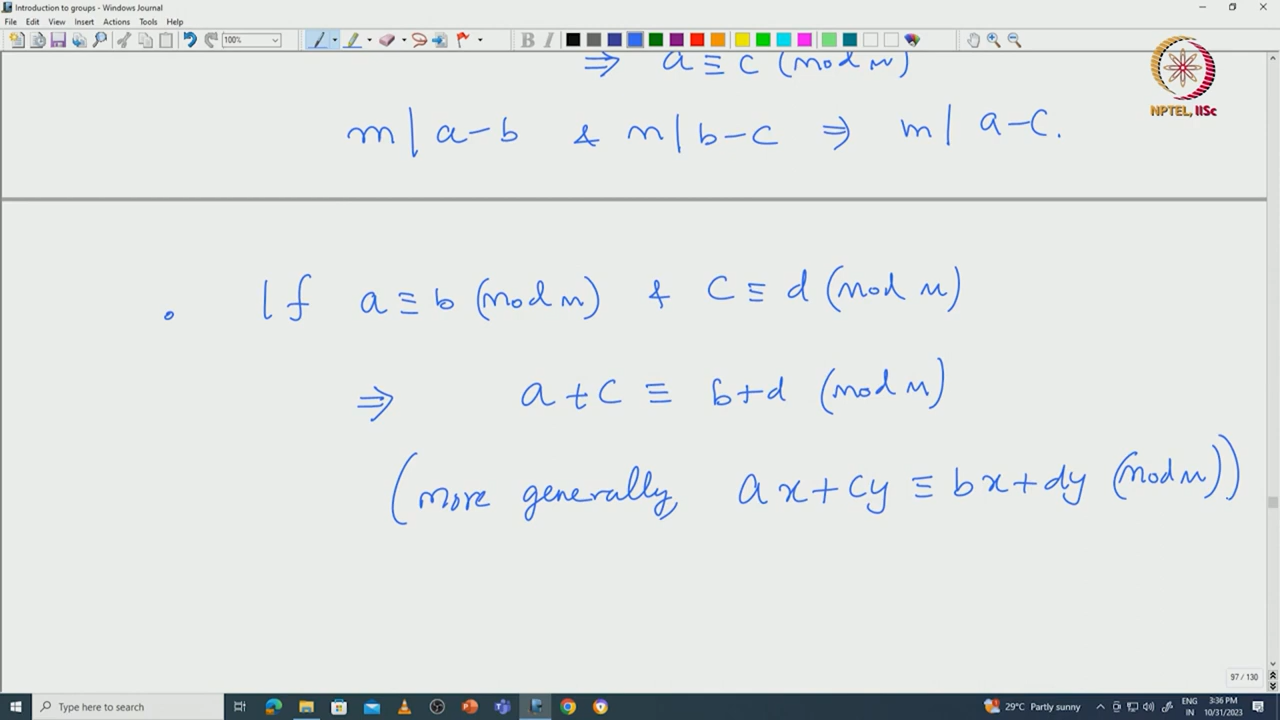 Introduction to groups - Windows Journal
File Edit View Insert Actions Tools Help
100%
B I
NPTEL, IISc
⇒ a ≡ c (mod m)
m | a-b & m | b-c ⇒ m | a-c.
• If a ≡ b (mod m) & c ≡ d (mod m)
⇒ a+c ≡ b+d (mod m)
(more generally, ax+cy ≡ bx+dy (mod m))
97 / 130
Type here to search
29°C Partly sunny
ENG
IN
3:36 PM
10/31/2023